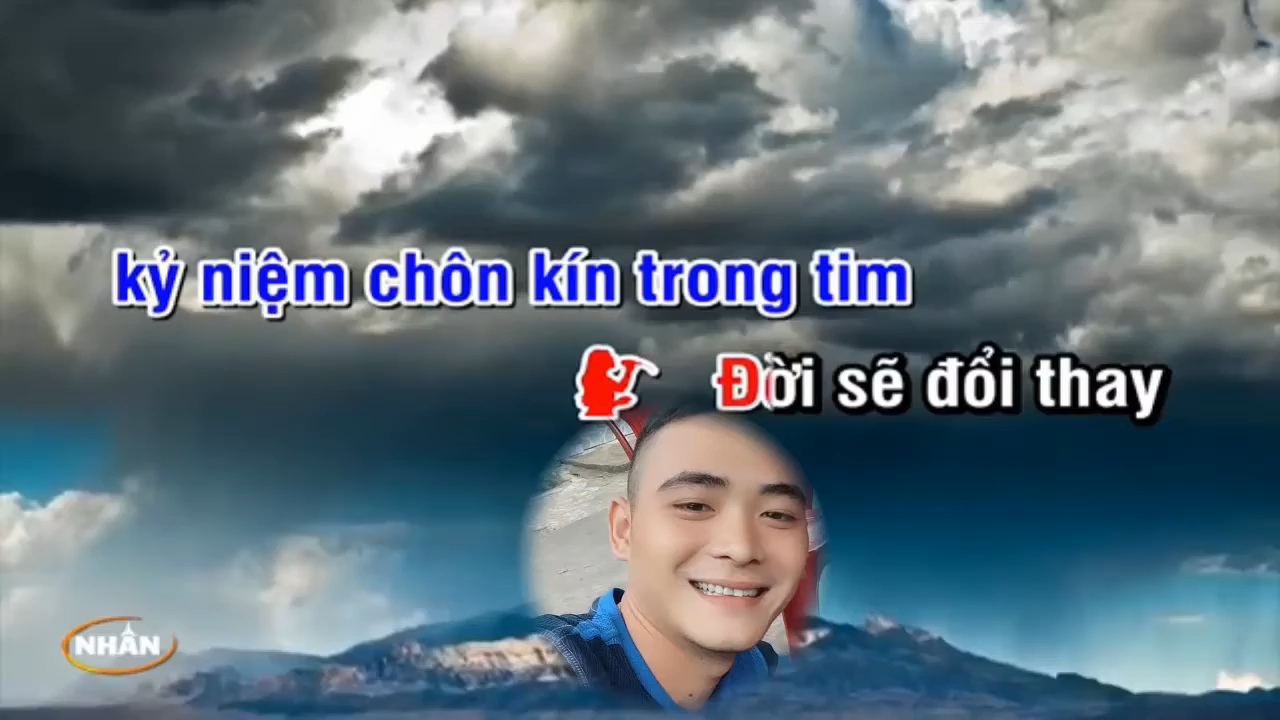 kỷ niệm chôn kín trong tim
Đời sẽ đổi thay
NHÂN